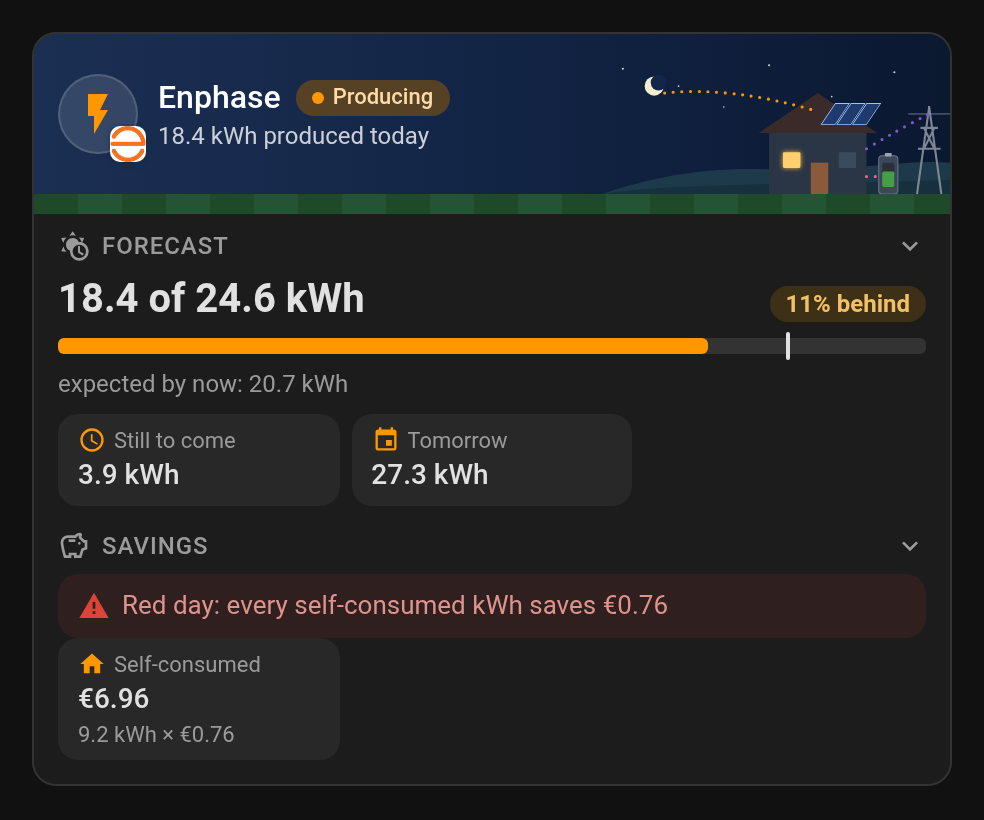 Enphase
Producing
18.4 kWh produced today
FORECAST
18.4 of 24.6 kWh
11% behind
expected by now: 20.7 kWh
Still to come
3.9 kWh
Tomorrow
27.3 kWh
SAVINGS
Red day: every self-consumed kWh saves €0.76
Self-consumed
€6.96
9.2 kWh × €0.76